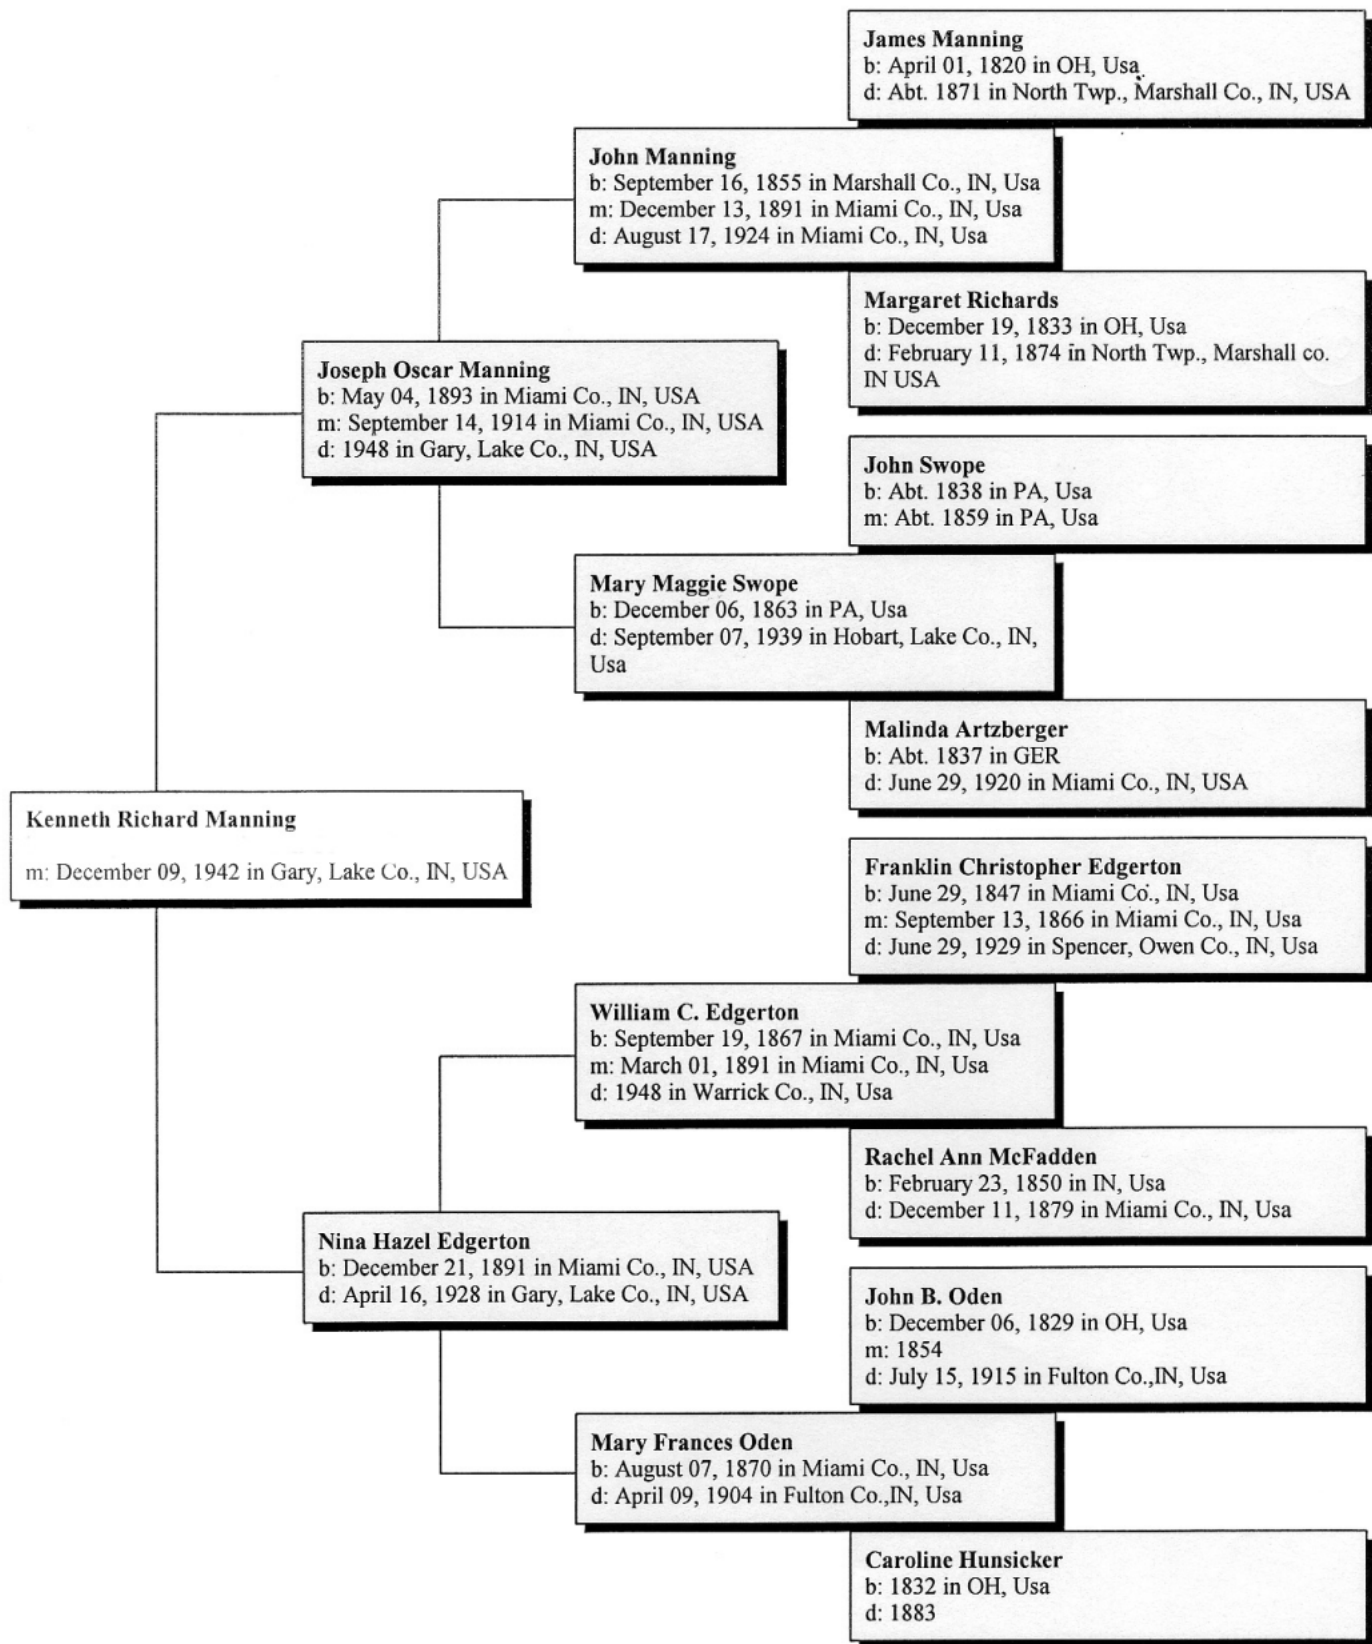 James Manning
b: April 01, 1820 in OH, Usa
d: Abt. 1871 in North Twp., Marshall Co., IN, USA
John Manning
b: September 16, 1855 in Marshall Co., IN, Usa
m: December 13, 1891 in Miami Co., IN, Usa
d: August 17, 1924 in Miami Co., IN, Usa
Margaret Richards
b: December 19, 1833 in OH, Usa
d: February 11, 1874 in North Twp., Marshall co.
IN USA
Joseph Oscar Manning
b: May 04, 1893 in Miami Co., IN, USA
m: September 14, 1914 in Miami Co., IN, USA
d: 1948 in Gary, Lake Co., IN, USA
John Swope
b: Abt. 1838 in PA, Usa
m: Abt. 1859 in PA, Usa
Mary Maggie Swope
b: December 06, 1863 in PA, Usa
d: September 07, 1939 in Hobart, Lake Co., IN,
Usa
Malinda Artzberger
b: Abt. 1837 in GER
d: June 29, 1920 in Miami Co., IN, USA
Kenneth Richard Manning
m: December 09, 1942 in Gary, Lake Co., IN, USA
Franklin Christopher Edgerton
b: June 29, 1847 in Miami Co., IN, Usa
m: September 13, 1866 in Miami Co., IN, Usa
d: June 29, 1929 in Spencer, Owen Co., IN, Usa
William C. Edgerton
b: September 19, 1867 in Miami Co., IN, Usa
m: March 01, 1891 in Miami Co., IN, Usa
d: 1948 in Warrick Co., IN, Usa
Rachel Ann McFadden
b: February 23, 1850 in IN, Usa
d: December 11, 1879 in Miami Co., IN, Usa
Nina Hazel Edgerton
b: December 21, 1891 in Miami Co., IN, USA
d: April 16, 1928 in Gary, Lake Co., IN, USA
John B. Oden
b: December 06, 1829 in OH, Usa
m: 1854
d: July 15, 1915 in Fulton Co.,IN, Usa
Mary Frances Oden
b: August 07, 1870 in Miami Co., IN, Usa
d: April 09, 1904 in Fulton Co.,IN, Usa
Caroline Hunsicker
b: 1832 in OH, Usa
d: 1883